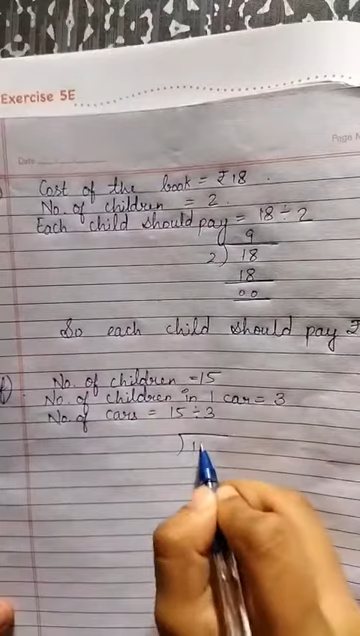 Exercise 5E
Page N
Date
Cost of the book = ₹18.
No. of children = 2.
Each child should pay = 18 ÷ 2
9
2) 18
18
00
So each child should pay ₹
f) No. of children = 15
No. of children in 1 car = 3
No. of cars = 15 ÷ 3
) 1